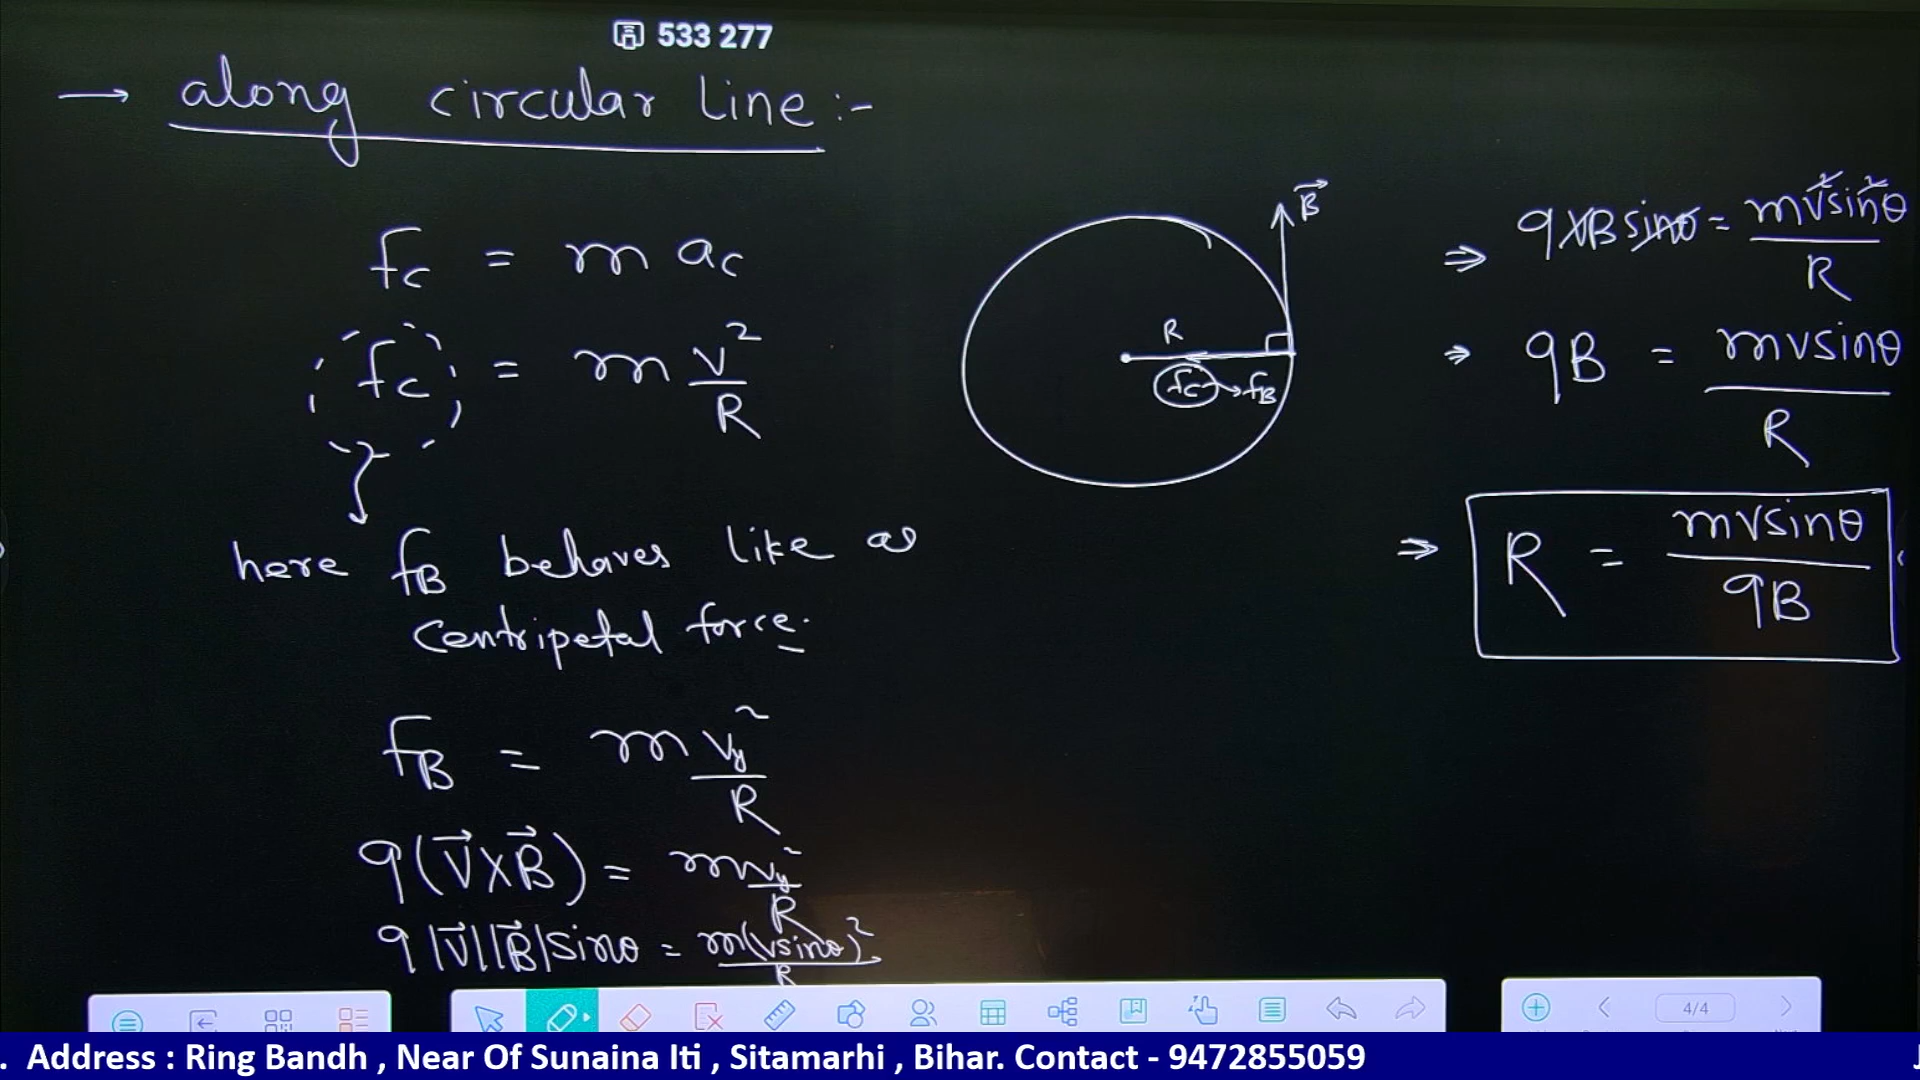 533 277
→ along circular line :-
fc = m ac
fc = m v²/R
here fB behaves like as
Centripetal force.
fB = m vy²/R
q(v⃗ × B⃗) = m vy²/R
q|v⃗||B⃗|sinθ = m(vsinθ)²/R
B⃗
R
fc → fB
⇒ qvBsinθ = mv²sin²θ/R
⇒ qB = mvsinθ/R
⇒ R = mvsinθ/qB
4/4
. Address : Ring Bandh , Near Of Sunaina Iti , Sitamarhi , Bihar. Contact - 9472855059